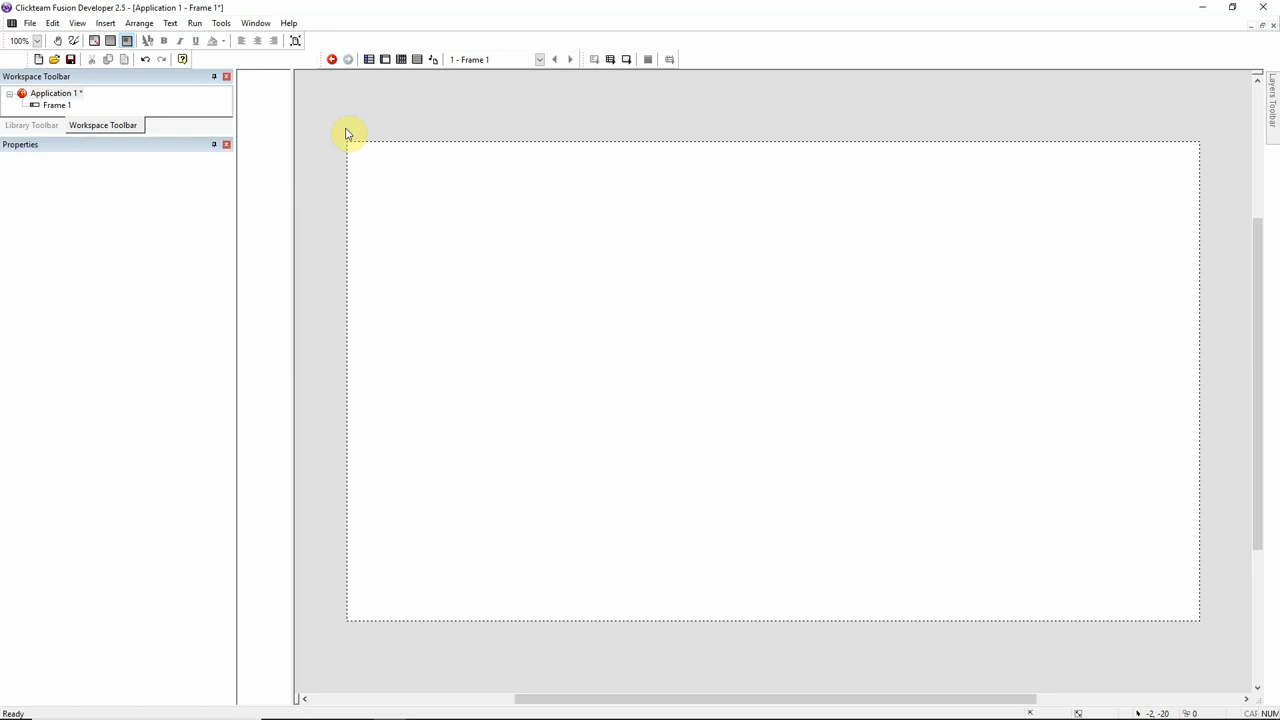 Clickteam Fusion Developer 2.5 - [Application 1 - Frame 1*]
File Edit View Insert Arrange Text Run Tools Window Help
100%
1 - Frame 1
Workspace Toolbar
Application 1 *
Frame 1
Library Toolbar Workspace Toolbar
Properties
Layers Toolbar
Ready
-2, -20
0
CAP NUM